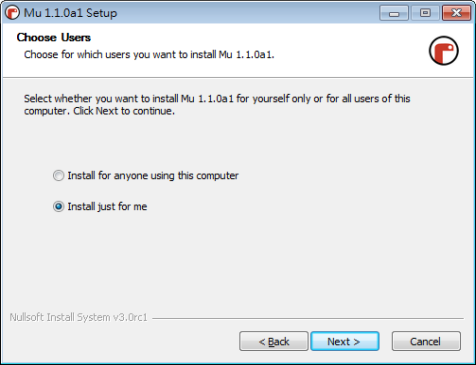 Mu 1.1.0a1 Setup
Choose Users
Choose for which users you want to install Mu 1.1.0a1.
Select whether you want to install Mu 1.1.0a1 for yourself only or for all users of this
computer. Click Next to continue.
Install for anyone using this computer
Install just for me
Nullsoft Install System v3.0rc1
< Back
Next >
Cancel